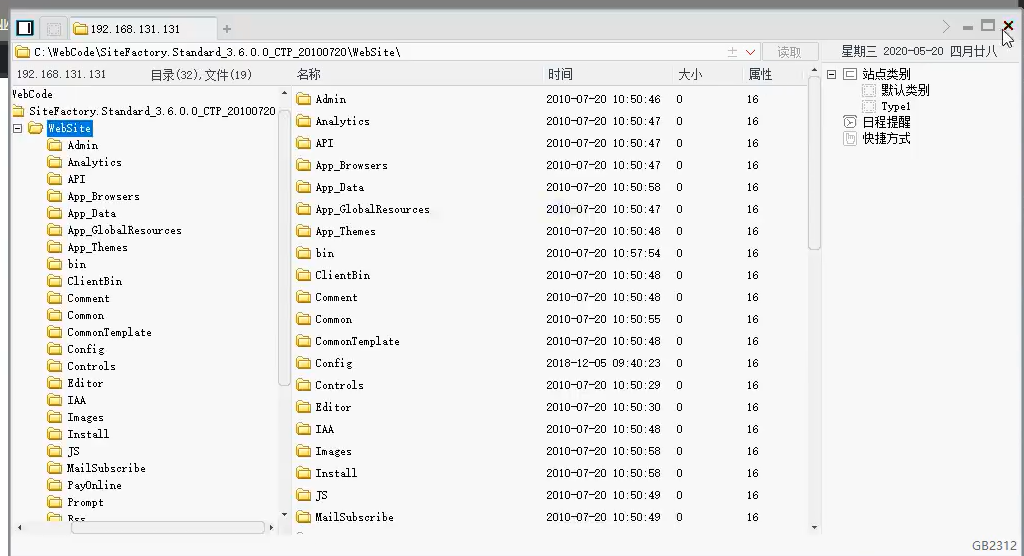 192.168.131.131
C:\WebCode\SiteFactory.Standard_3.6.0.0_CTP_20100720\WebSite\
读取
星期三 2020-05-20 四月廿八
192.168.131.131 目录(32),文件(19)
WebCode
SiteFactory.Standard_3.6.0.0_CTP_20100720
WebSite
Admin
Analytics
API
App_Browsers
App_Data
App_GlobalResources
App_Themes
bin
ClientBin
Comment
Common
CommonTemplate
Config
Controls
Editor
IAA
Images
Install
JS
MailSubscribe
PayOnline
Prompt
Rss
名称 时间 大小 属性
Admin 2010-07-20 10:50:46 0 16
Analytics 2010-07-20 10:50:47 0 16
API 2010-07-20 10:50:47 0 16
App_Browsers 2010-07-20 10:50:47 0 16
App_Data 2010-07-20 10:50:58 0 16
App_GlobalResources 2010-07-20 10:50:47 0 16
App_Themes 2010-07-20 10:50:48 0 16
bin 2010-07-20 10:57:54 0 16
ClientBin 2010-07-20 10:50:48 0 16
Comment 2010-07-20 10:50:48 0 16
Common 2010-07-20 10:50:55 0 16
CommonTemplate 2010-07-20 10:50:48 0 16
Config 2018-12-05 09:40:23 0 16
Controls 2010-07-20 10:50:29 0 16
Editor 2010-07-20 10:50:30 0 16
IAA 2010-07-20 10:50:48 0 16
Images 2010-07-20 10:50:58 0 16
Install 2010-07-20 10:50:58 0 16
JS 2010-07-20 10:50:49 0 16
MailSubscribe 2010-07-20 10:50:49 0 16
站点类别
默认类别
Type1
日程提醒
快捷方式
GB2312